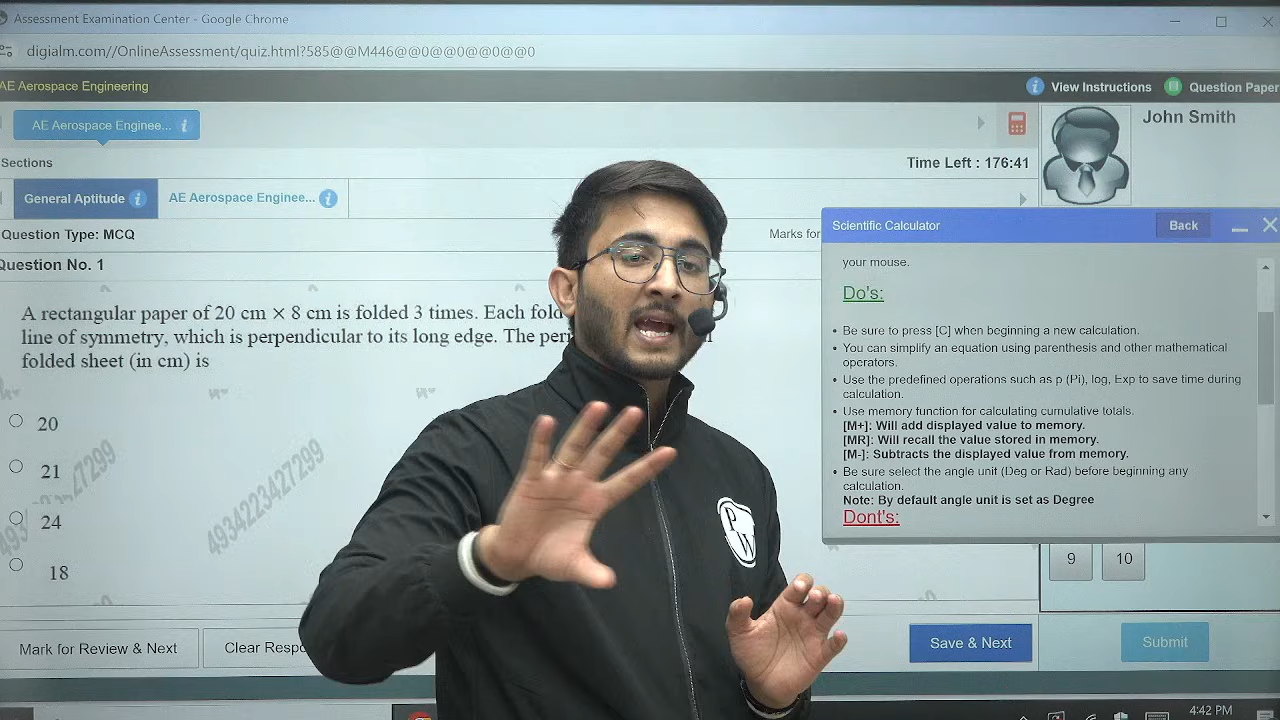 Assessment Examination Center - Google Chrome
digialm.com//OnlineAssessment/quiz.html?585@@M446@@0@@0@@0@@0
AE Aerospace Engineering
View Instructions
Question Paper
AE Aerospace Enginee... i
John Smith
Sections
Time Left : 176:41
General Aptitude i
AE Aerospace Enginee... i
Question Type: MCQ
Marks for
Question No. 1
A rectangular paper of 20 cm × 8 cm is folded 3 times. Each fold
line of symmetry, which is perpendicular to its long edge. The
folded sheet (in cm) is
20
21
24
18
4934223427299
Scientific Calculator
Back
your mouse.
Do's:
• Be sure to press [C] when beginning a new calculation.
• You can simplify an equation using parenthesis and other mathematical
operators.
• Use the predefined operations such as p (Pi), log, Exp to save time during
calculation.
• Use memory function for calculating cumulative totals.
[M+]: Will add displayed value to memory.
[MR]: Will recall the value stored in memory.
[M-]: Subtracts the displayed value from memory.
• Be sure select the angle unit (Deg or Rad) before beginning any
calculation.
Note: By default angle unit is set as Degree
Dont's:
9
10
PW
Mark for Review & Next
Clear
Save & Next
Submit
4:42 PM